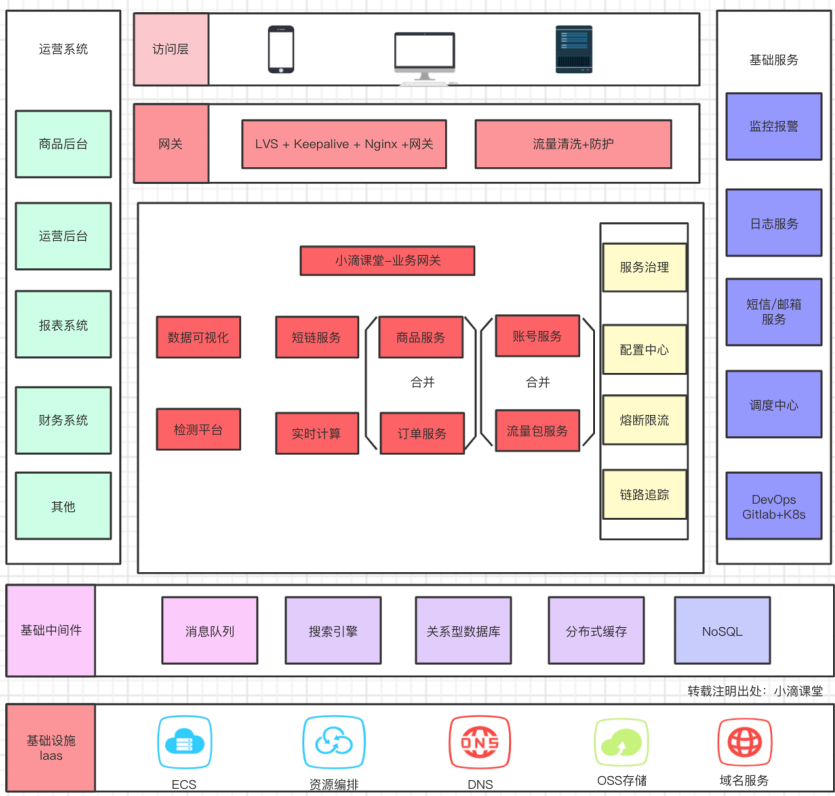 运营系统
商品后台
运营后台
报表系统
财务系统
其他
访问层
网关
LVS + Keepalive + Nginx +网关
流量清洗+防护
小滴课堂-业务网关
数据可视化
短链服务
商品服务
账号服务
合并
合并
检测平台
实时计算
订单服务
流量包服务
服务治理
配置中心
熔断限流
链路追踪
基础服务
监控报警
日志服务
短信/邮箱
服务
调度中心
DevOps
Gitlab+K8s
基础中间件
消息队列
搜索引擎
关系型数据库
分布式缓存
NoSQL
转载注明出处：小滴课堂
基础设施
Iaas
DNS
ECS
资源编排
DNS
OSS存储
域名服务